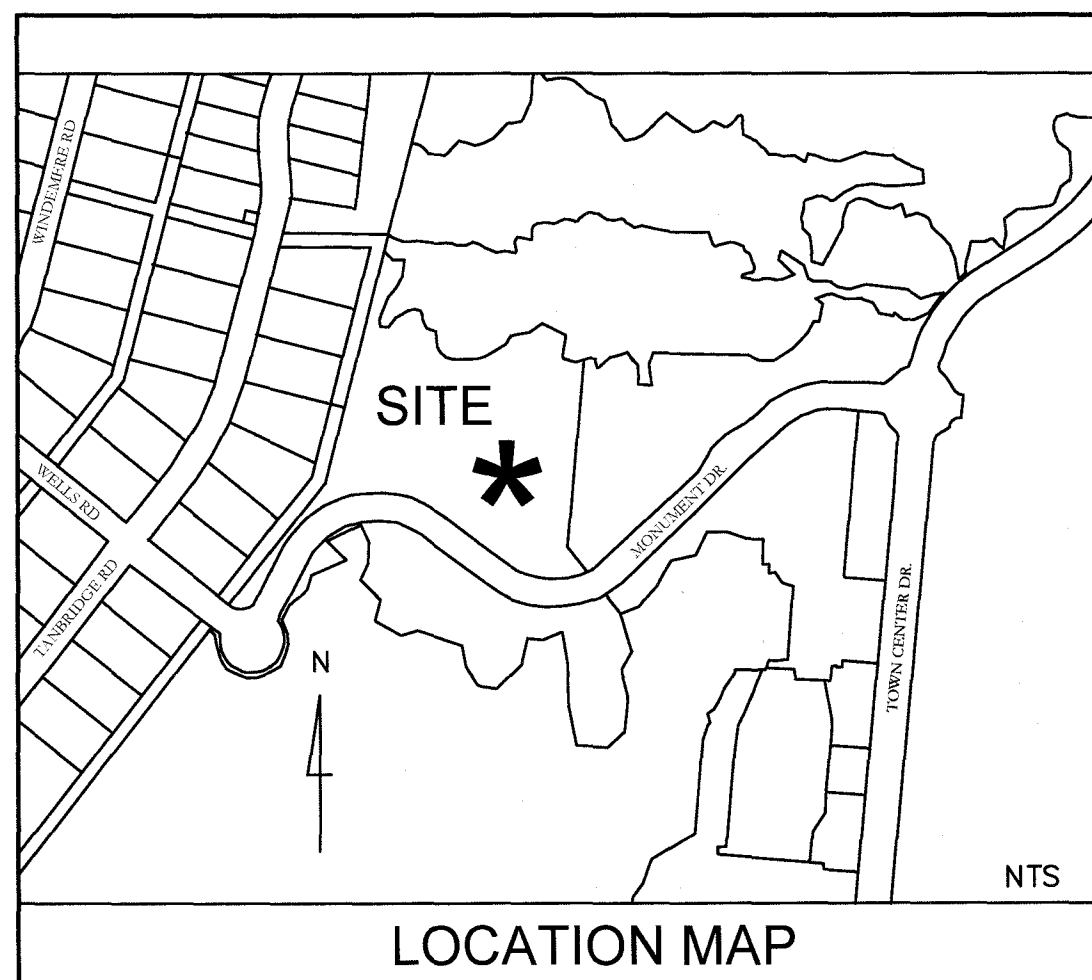 WINDEMERE RD
SITE
WELLS RD
MONUMENT DR.
TANBRIDGE RD
TOWN CENTER DR.
N
NTS
LOCATION MAP